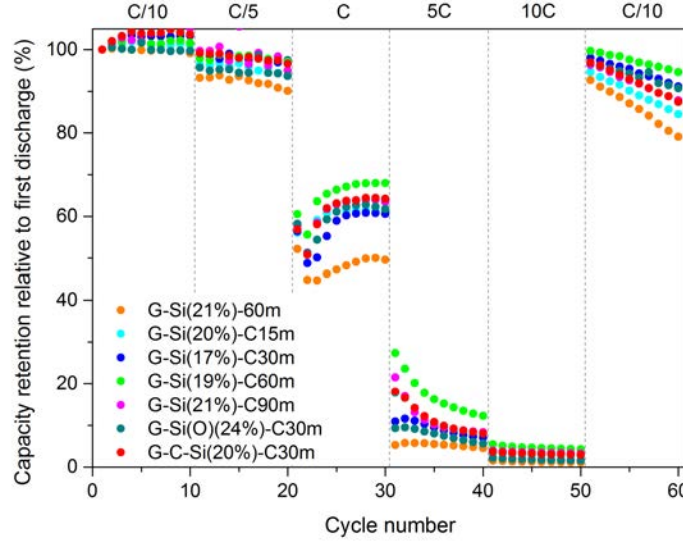 C/10 C/5 C 5C 10C C/10
Capacity retention relative to first discharge (%)
100
80
60
40
20
0
G-Si(21%)-60m
G-Si(20%)-C15m
G-Si(17%)-C30m
G-Si(19%)-C60m
G-Si(21%)-C90m
G-Si(O)(24%)-C30m
G-C-Si(20%)-C30m
0 10 20 30 40 50 60
Cycle number